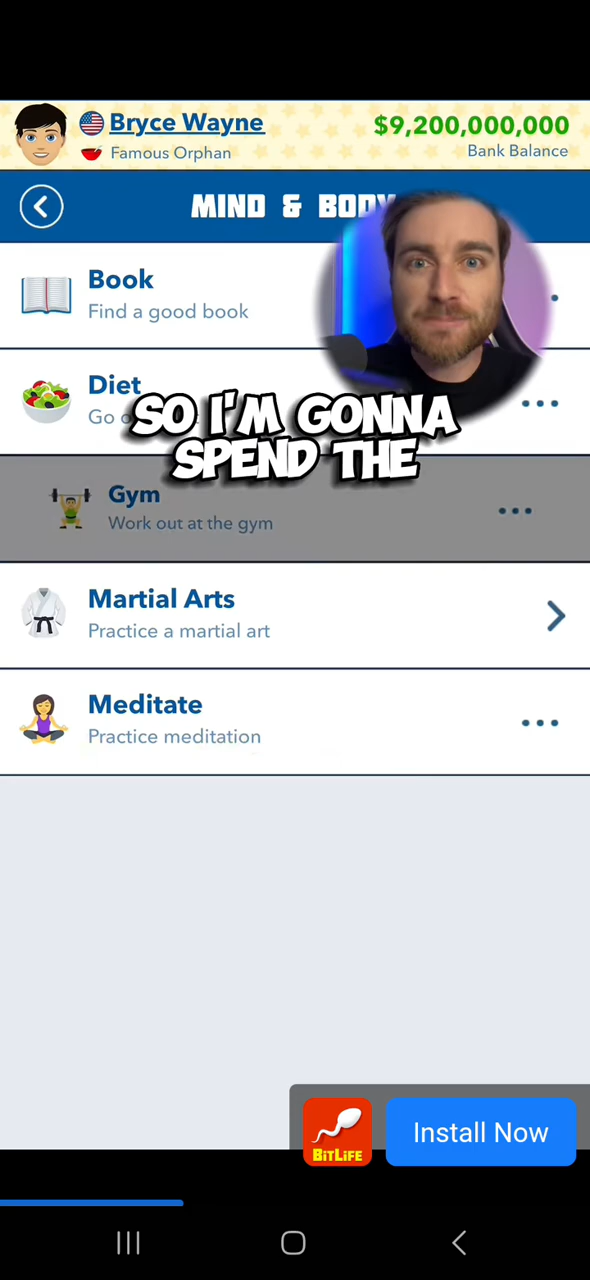 Bryce Wayne
$9,200,000,000
Famous Orphan
Bank Balance
MIND & BODY
Book
Find a good book
Diet
Go
SO I'M GONNA
SPEND THE
Gym
Work out at the gym
Martial Arts
Practice a martial art
Meditate
Practice meditation
BITLIFE
Install Now